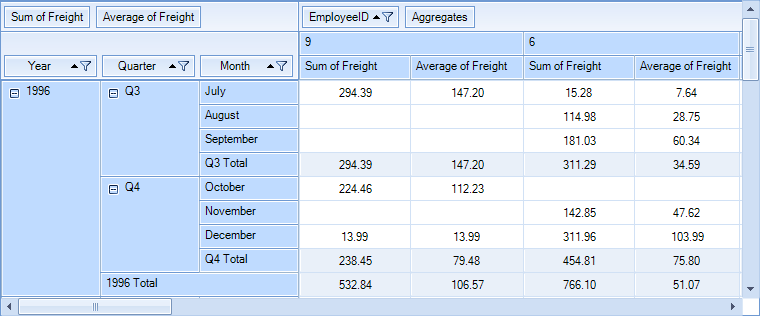 Sum of Freight Average of Freight EmployeeID Aggregates
9 6
Year Quarter Month Sum of Freight Average of Freight Sum of Freight Average of Freight
1996 Q3 July 294.39 147.20 15.28 7.64
August 114.98 28.75
September 181.03 60.34
Q3 Total 294.39 147.20 311.29 34.59
Q4 October 224.46 112.23
November 142.85 47.62
December 13.99 13.99 311.96 103.99
Q4 Total 238.45 79.48 454.81 75.80
1996 Total 532.84 106.57 766.10 51.07